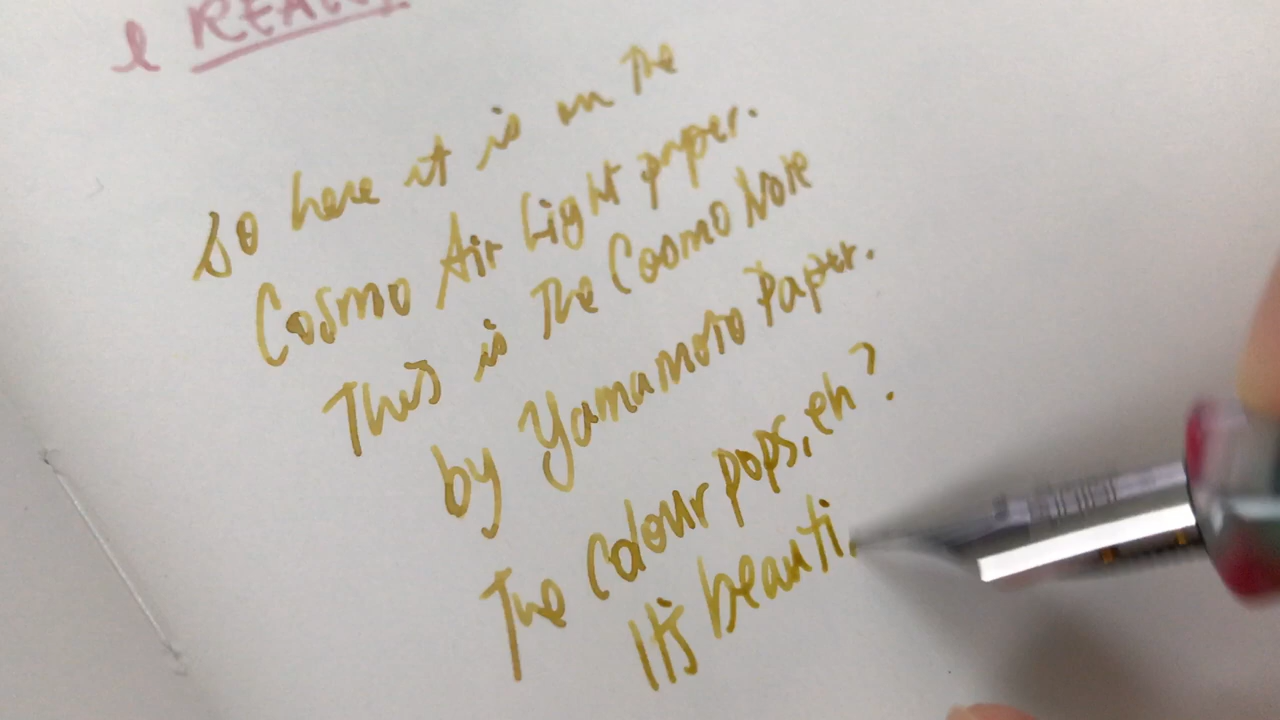 So here it is on the
Cosmo Air Light paper.
This is the Cosmo Note
by Yamamoto Paper.
The colour pops, eh?
It's beauti